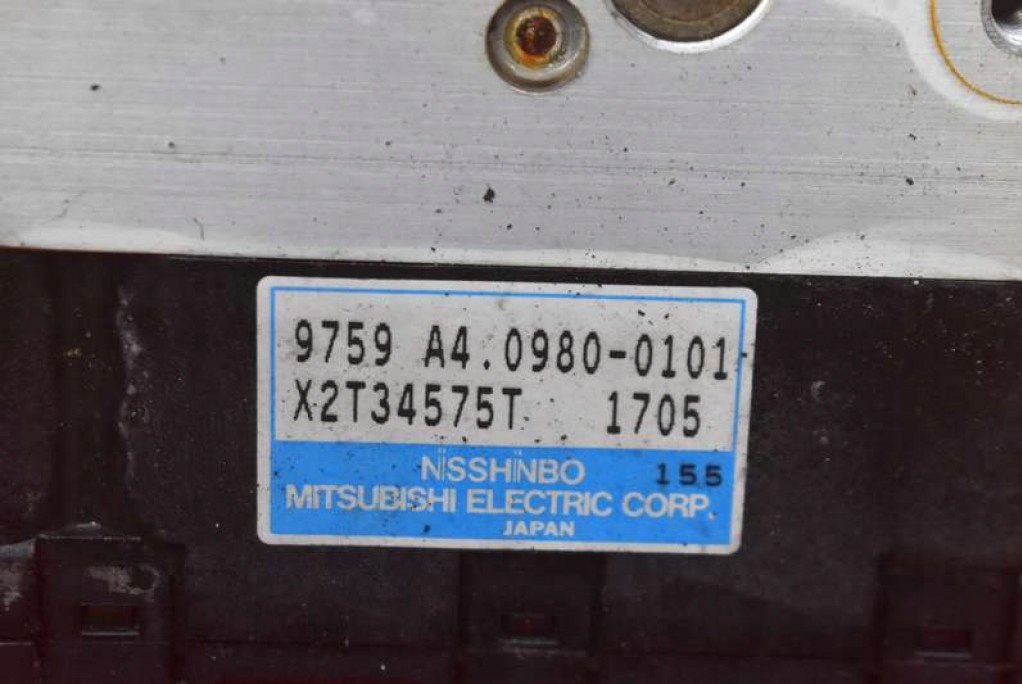 9759 A4.0980-0101
X2T34575T 1705
NISSHINBO 155
MITSUBISHI ELECTRIC CORP.
JAPAN